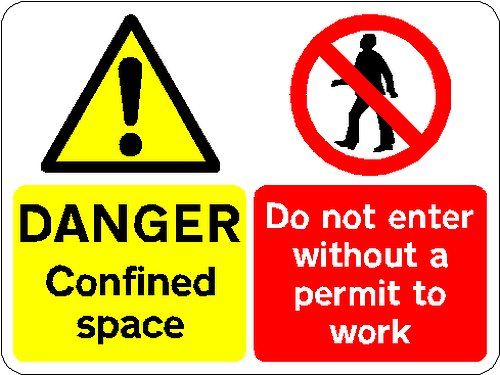 DANGER
Confined
space
Do not enter
without a
permit to
work